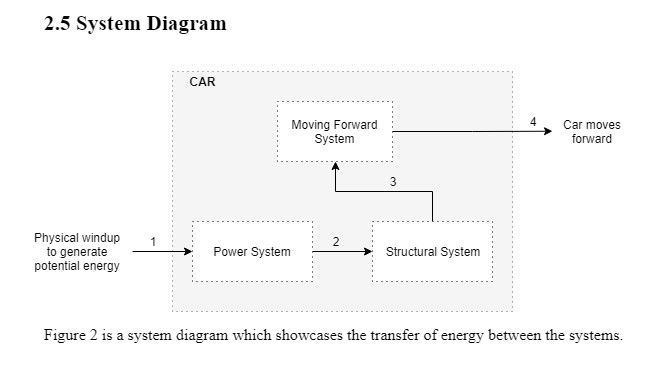 2.5 System Diagram
CAR
Moving Forward
System
4
Car moves
forward
3
Physical windup
to generate
potential energy
1
Power System
2
Structural System
Figure 2 is a system diagram which showcases the transfer of energy between the systems.